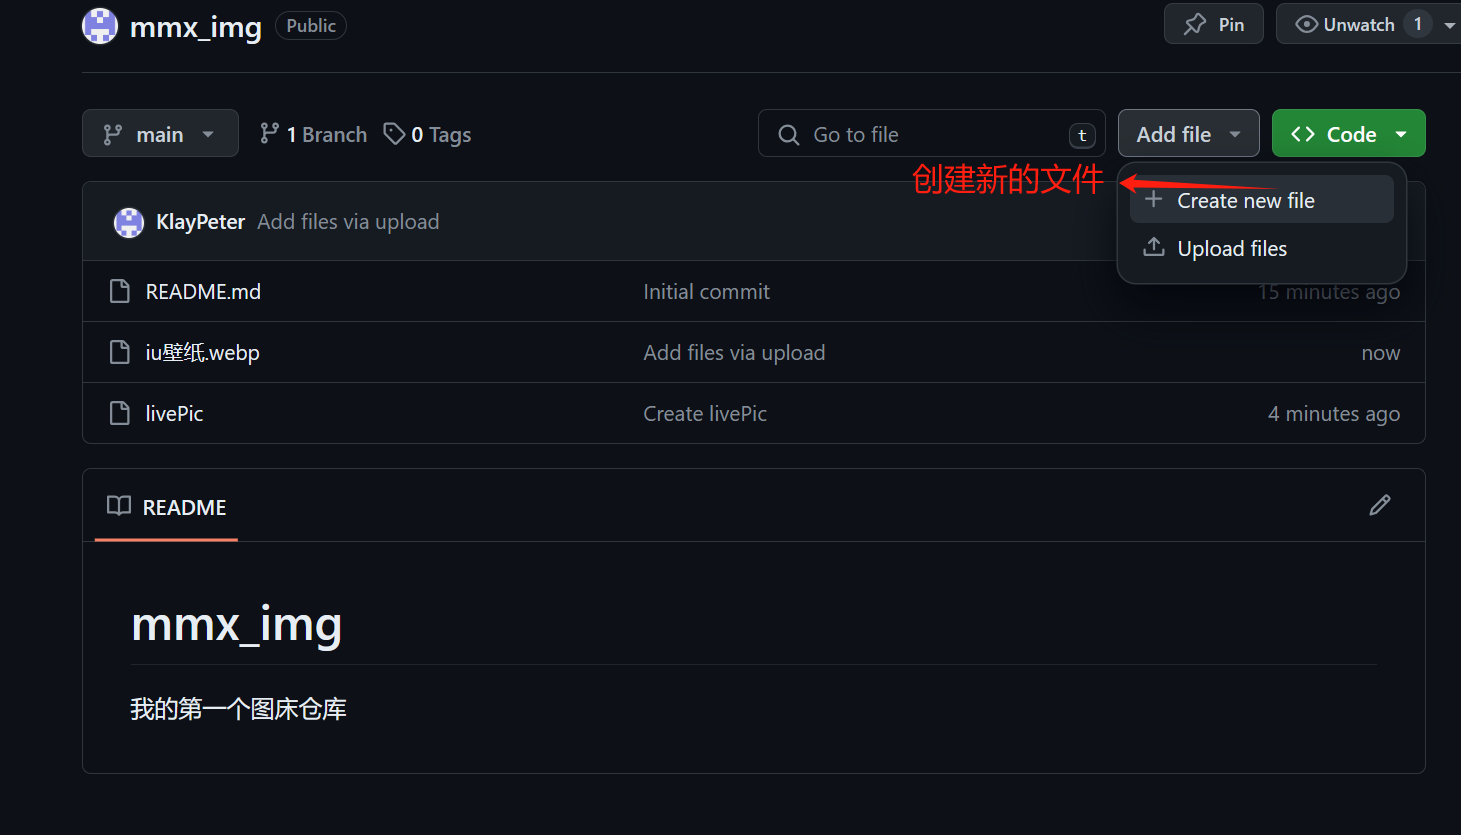 mmx_img Public Pin Unwatch 1
main 1 Branch 0 Tags Go to file t Add file Code
创建新的文件
Create new file
Upload files
KlayPeter Add files via upload
README.md Initial commit 15 minutes ago
iu壁纸.webp Add files via upload now
livePic Create livePic 4 minutes ago
README
mmx_img
我的第一个图床仓库